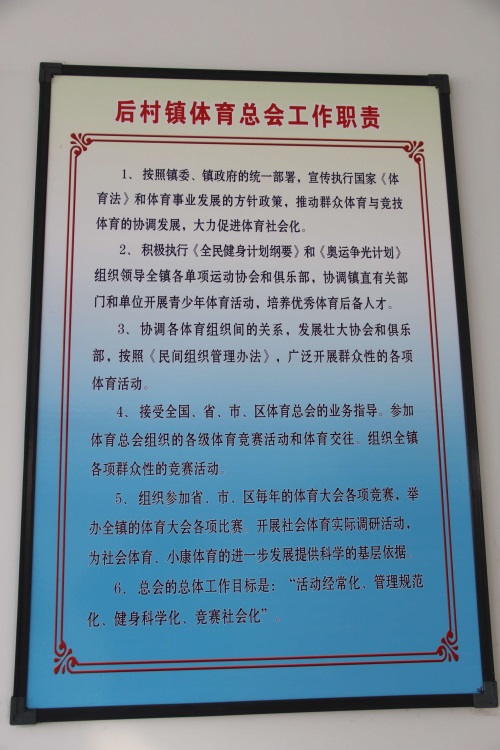 后村镇体育总会工作职责
1、按照镇委、镇政府的统一部署，宣传执行国家《体
育法》和体育事业发展的方针政策，推动群众体育与竞技
体育的协调发展，大力促进体育社会化。
2、积极执行《全民健身计划纲要》和《奥运争光计划》
组织领导全镇各单项运动协会和俱乐部，协调镇直有关部
门和单位开展青少年体育活动，培养优秀体育后备人才。
3、协调各体育组织间的关系，发展壮大协会和俱乐
部，按照《民间组织管理办法》，广泛开展群众性的各项
体育活动。
4、接受全国、省、市、区体育总会的业务指导。参加
体育总会组织的各级体育竞赛活动和体育交往。组织全镇
各项群众性的竞赛活动。
5、组织参加省、市、区每年的体育大会各项竞赛，举
办全镇的体育大会各项比赛。开展社会体育实际调研活动，
为社会体育、小康体育的进一步发展提供科学的基层依据。
6、总会的总体工作目标是：“活动经常化、管理规范
化、健身科学化、竞赛社会化”。